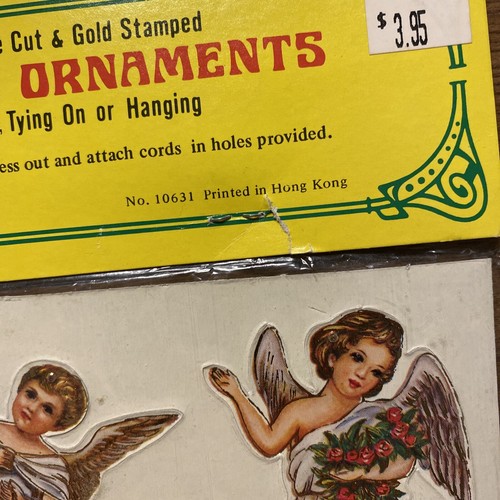 Cut & Gold Stamped
$ 3.95
ORNAMENTS
Tying On or Hanging
out and attach cords in holes provided.
No. 10631 Printed in Hong Kong